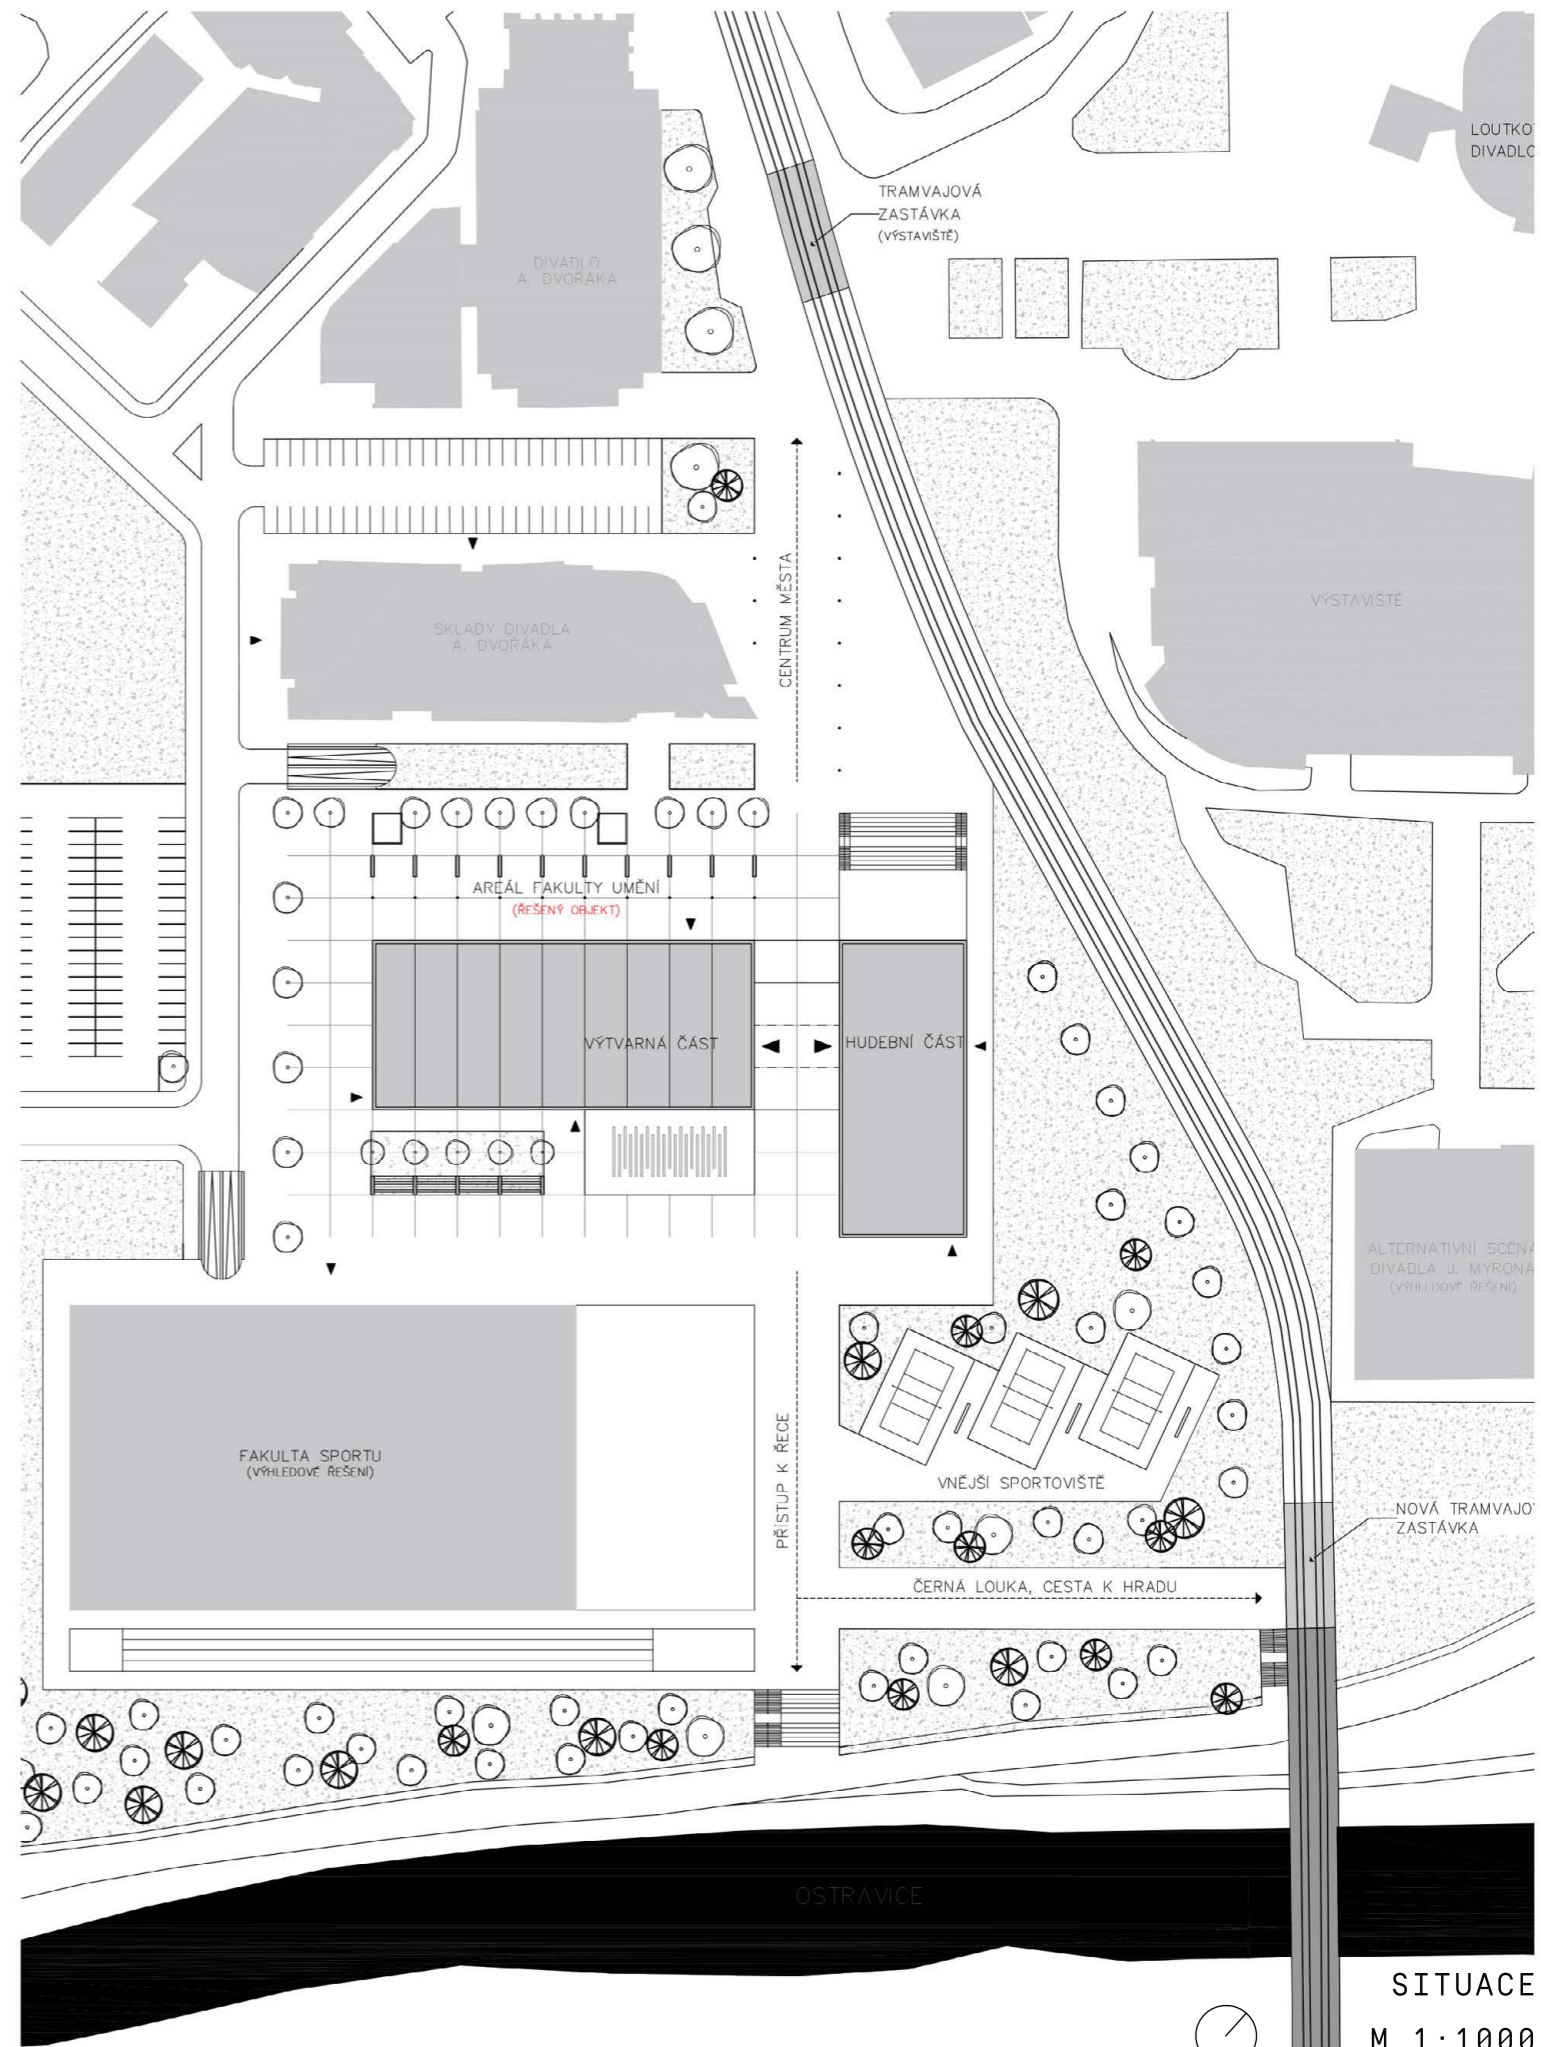 LOUTKO
DIVADLO
TRAMVAJOVÁ
ZASTÁVKA
(VÝSTAVIŠTĚ)
DIVADLO
A. DVOŘÁKA
CENTRUM MĚSTA
VÝSTAVIŠTĚ
SKLADY DIVADLA
A. DVOŘÁKA
AREÁL FAKULTY UMĚNÍ
(ŘEŠENÝ OBJEKT)
VÝTVARNÁ ČÁST
HUDEBNÍ ČÁST
ALTERNATIVNÍ SCÉNA
DIVADLA J. MYRONA
(VÝHLEDOVÉ ŘEŠENÍ)
FAKULTA SPORTU
(VÝHLEDOVÉ ŘEŠENÍ)
PŘÍSTUP K ŘECE
VNĚJŠÍ SPORTOVIŠTĚ
NOVÁ TRAMVAJO
ZASTÁVKA
ČERNÁ LOUKA, CESTA K HRADU
OSTRAVICE
SITUACE
M 1:1000